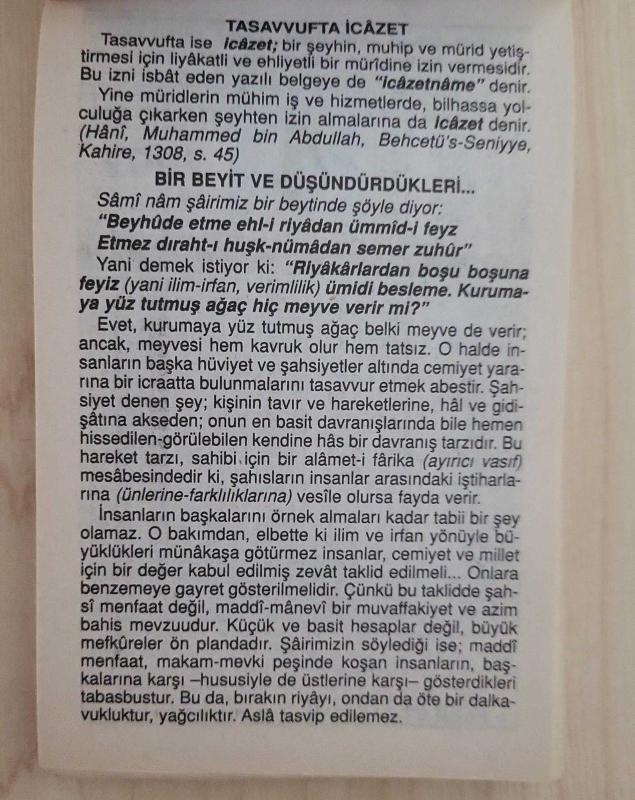 TASAVVUFTA İCÂZET
Tasavvufta ise icâzet; bir şeyhin, muhip ve mürid yetiş-
tirmesi için liyâkatli ve ehliyetli bir mürîdine izin vermesidir.
Bu izni isbât eden yazılı belgeye de “icâzetnâme” denir.
Yine müridlerin mühim iş ve hizmetlerde, bilhassa yol-
culuğa çıkarken şeyhten izin almalarına da icâzet denir.
(Hânî, Muhammed bin Abdullah, Behcetü's-Seniyye,
Kahire, 1308, s. 45)
BİR BEYİT VE DÜŞÜNDÜRDÜKLERİ...
Sâmî nâm şâirimiz bir beytinde şöyle diyor:
“Beyhûde etme ehl-i riyâdan ümmîd-i feyz
Etmez dıraht-ı huşk-nümâdan semer zuhûr”
Yani demek istiyor ki: “Riyâkârlardan boşu boşuna
feyiz (yani ilim-irfan, verimlilik) ümidi besleme. Kuruma-
ya yüz tutmuş ağaç hiç meyve verir mi?”
Evet, kurumaya yüz tutmuş ağaç belki meyve de verir;
ancak, meyvesi hem kavruk olur hem tatsız. O halde in-
sanların başka hüviyet ve şahsiyetler altında cemiyet yara-
rına bir icraatta bulunmalarını tasavvur etmek abestir. Şah-
siyet denen şey; kişinin tavır ve hareketlerine, hâl ve gidi-
şâtına akseden; onun en basit davranışlarında bile hemen
hissedilen-görülebilen kendine hâs bir davranış tarzıdır. Bu
hareket tarzı, sahibi için bir alâmet-i fârika (ayırıcı vasıf)
mesâbesindedir ki, şahısların insanlar arasındaki iştiharla-
rına (ünlerine-farklılıklarına) vesîle olursa fayda verir.
İnsanların başkalarını örnek almaları kadar tabii bir şey
olamaz. O bakımdan, elbette ki ilim ve irfan yönüyle bü-
yüklükleri münâkaşa götürmez insanlar, cemiyet ve millet
için bir değer kabul edilmiş zevât taklid edilmeli... Onlara
benzemeye gayret gösterilmelidir. Çünkü bu taklidde şah-
sî menfaat değil, maddî-mânevî bir muvaffakiyet ve azim
bahis mevzuudur. Küçük ve basit hesaplar değil, büyük
mefkûreler ön plandadır. Şâirimizin söylediği ise; maddî
menfaat, makam-mevki peşinde koşan insanların, baş-
kalarına karşı –hususiyle de üstlerine karşı– gösterdikleri
tabasbustur. Bu da, bırakın riyâyı, ondan da öte bir dalka-
vukluktur, yağcılıktır. Aslâ tasvip edilemez.